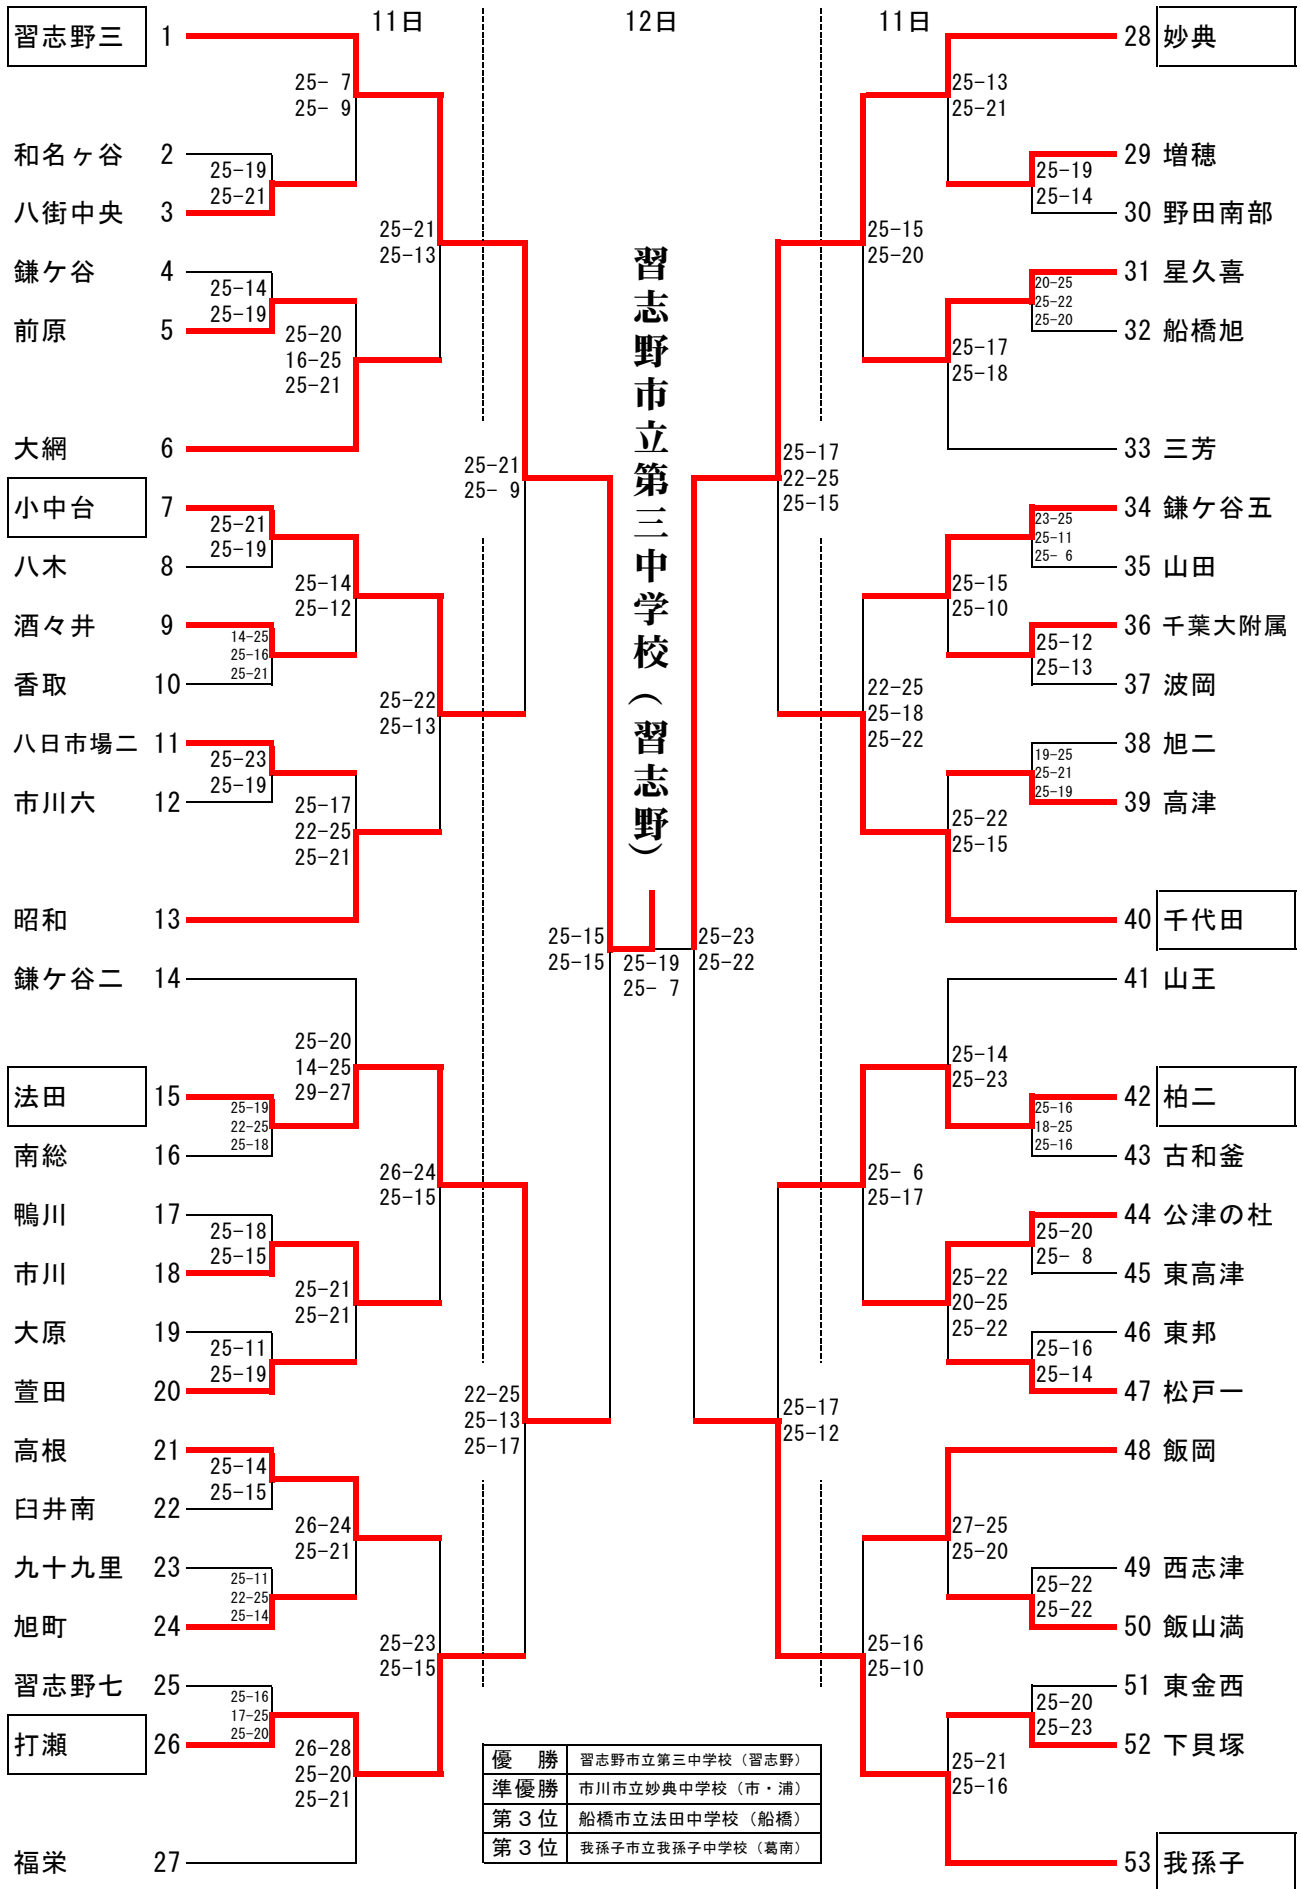 11日
12日
11日
習志野三 1
和名ヶ谷 2
八街中央 3
鎌ケ谷 4
前原 5
大網 6
小中台 7
八木 8
酒々井 9
香取 10
八日市場二 11
市川六 12
昭和 13
鎌ケ谷二 14
法田 15
南総 16
鴨川 17
市川 18
大原 19
萱田 20
高根 21
臼井南 22
九十九里 23
旭町 24
習志野七 25
打瀬 26
福栄 27
25-19
25-21
25-14
25-19
25-21
25-19
14-25
25-16
25-21
25-23
25-19
25-19
22-25
25-18
25-18
25-15
25-11
25-19
25-14
25-15
25-11
22-25
25-14
25-16
17-25
25-20
25- 7
25- 9
25-20
16-25
25-21
25-14
25-12
25-17
22-25
25-21
25-20
14-25
29-27
25-21
25-21
26-24
25-21
26-28
25-20
25-21
25-21
25-13
25-22
25-13
26-24
25-15
25-23
25-15
25-21
25- 9
22-25
25-13
25-17
25-15
25-15
習志野市立第三中学校（習志野）
25-19
25- 7
25-23
25-22
25-17
22-25
25-15
25-17
25-12
25-15
25-20
22-25
25-18
25-22
25- 6
25-17
25-16
25-10
25-13
25-21
25-17
25-18
25-15
25-10
25-22
25-15
25-14
25-23
25-22
20-25
25-22
27-25
25-20
25-21
25-16
25-19
25-14
20-25
25-22
25-20
23-25
25-11
25- 6
25-12
25-13
19-25
25-21
25-19
25-16
18-25
25-16
25-20
25- 8
25-16
25-14
25-22
25-22
25-20
25-23
28 妙典
29 増穂
30 野田南部
31 星久喜
32 船橋旭
33 三芳
34 鎌ケ谷五
35 山田
36 千葉大附属
37 波岡
38 旭二
39 高津
40 千代田
41 山王
42 柏二
43 古和釜
44 公津の杜
45 東高津
46 東邦
47 松戸一
48 飯岡
49 西志津
50 飯山満
51 東金西
52 下貝塚
53 我孫子
優　勝 習志野市立第三中学校（習志野）
準優勝 市川市立妙典中学校（市・浦）
第３位 船橋市立法田中学校（船橋）
第３位 我孫子市立我孫子中学校（葛南）